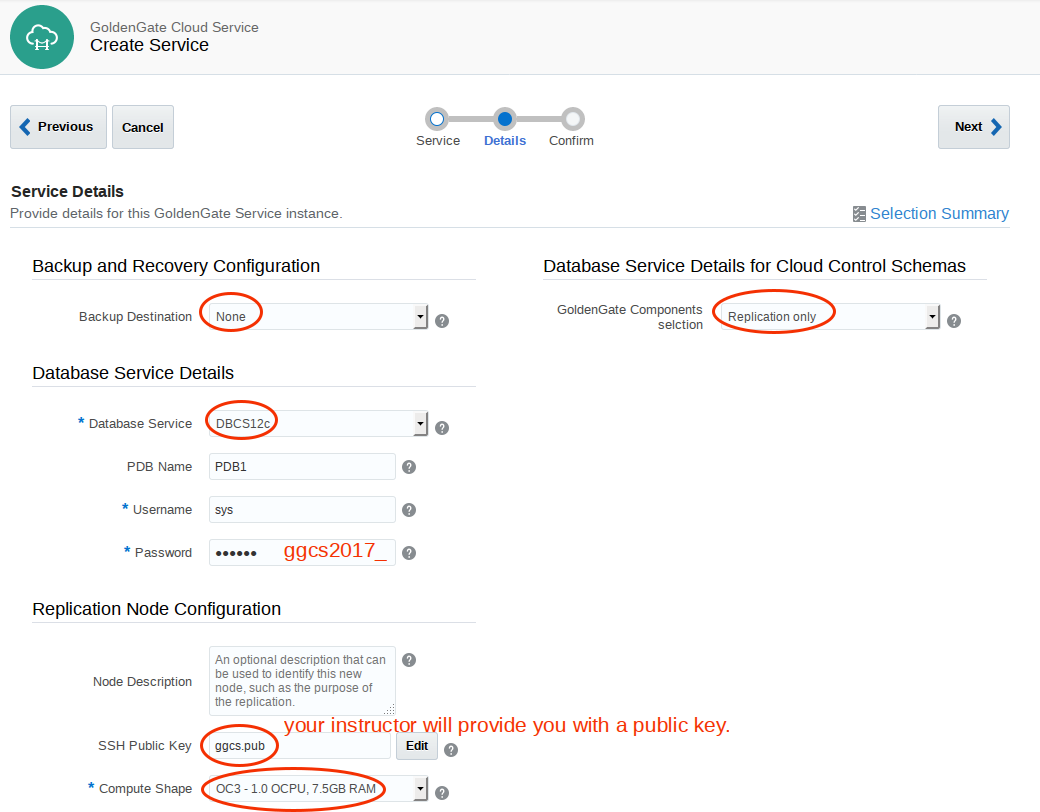 GoldenGate Cloud Service
Create Service
Previous
Cancel
Service
Details
Confirm
Next
Service Details
Provide details for this GoldenGate Service instance.
Selection Summary
Backup and Recovery Configuration
Backup Destination
None
?
Database Service Details for Cloud Control Schemas
GoldenGate Components
selction
Replication only
?
Database Service Details
* Database Service
DBCS12c
?
PDB Name
PDB1
?
* Username
sys
?
* Password
••••••
ggcs2017_
?
Replication Node Configuration
Node Description
An optional description that can
be used to identify this new
node, such as the purpose of
the replication.
?
your instructor will provide you with a public key.
SSH Public Key
ggcs.pub
Edit
?
* Compute Shape
OC3 - 1.0 OCPU, 7.5GB RAM
?